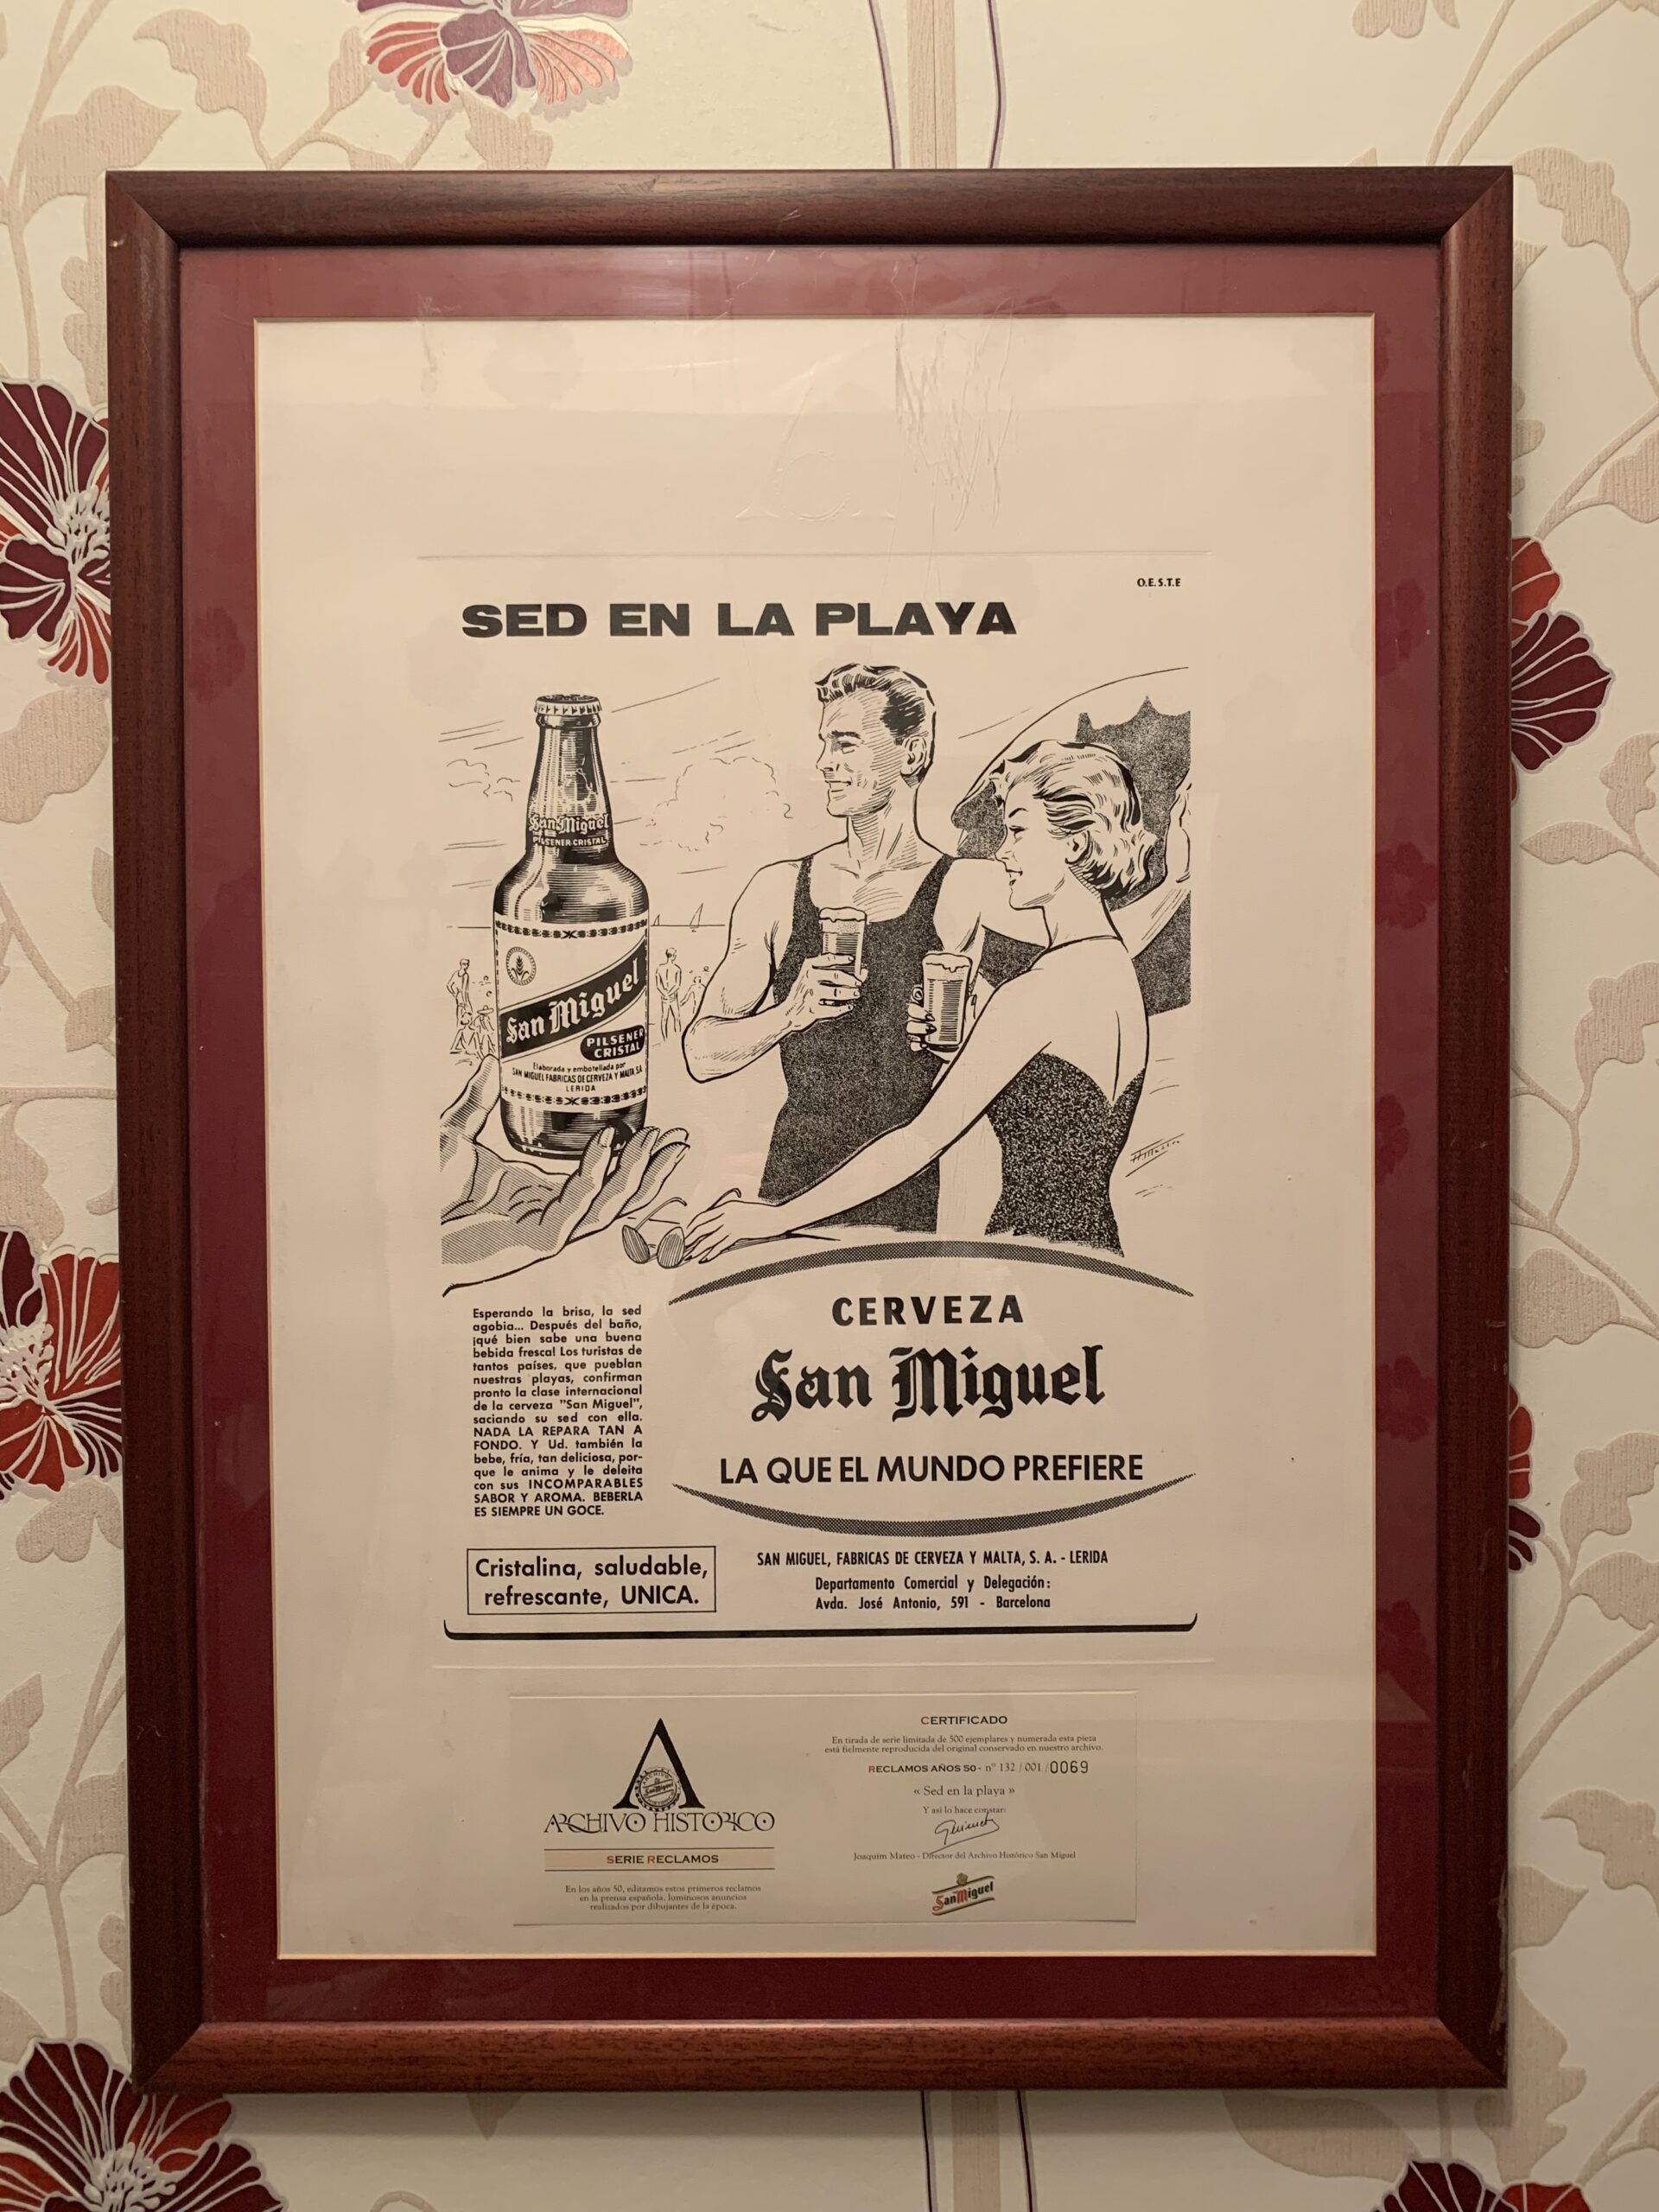 O.E.S.T.E
SED EN LA PLAYA
San Miguel
PILSENER-CRISTAL
San Miguel
PILSENER
CRISTAL
Elaborada y embotellada por
SAN MIGUEL FABRICAS DE CERVEZA Y MALTA, S.A.
LERIDA
Esperando la brisa, la sed
agobia... Después del baño,
¡qué bien sabe una buena
bebida fresca! Los turistas de
tantos países, que pueblan
nuestras playas, confirman
pronto la clase internacional
de la cerveza "San Miguel",
saciando su sed con ella.
NADA LA REPARA TAN A
FONDO. Y Ud. también la
bebe, fría, tan deliciosa, por-
que le anima y le deleita
con sus INCOMPARABLES
SABOR Y AROMA. BEBERLA
ES SIEMPRE UN GOCE.
CERVEZA
San Miguel
LA QUE EL MUNDO PREFIERE
Cristalina, saludable,
refrescante, UNICA.
SAN MIGUEL, FABRICAS DE CERVEZA Y MALTA, S. A. - LERIDA
Departamento Comercial y Delegación:
Avda. José Antonio, 591 - Barcelona
A
San Miguel
ARCHIVO HISTORICO
SERIE RECLAMOS
En los años 50, editamos estos primeros reclamos
en la prensa española, luminosos anuncios
realizados por dibujantes de la época.
CERTIFICADO
En tirada de serie limitada de 500 ejemplares y numerada esta pieza
está fielmente reproducida del original conservado en nuestro archivo.
RECLAMOS AÑOS 50 - nº 132 / 001 / 0069
« Sed en la playa »
Y así lo hace constar:
Joaquim Mateo - Director del Archivo Histórico San Miguel
San Miguel